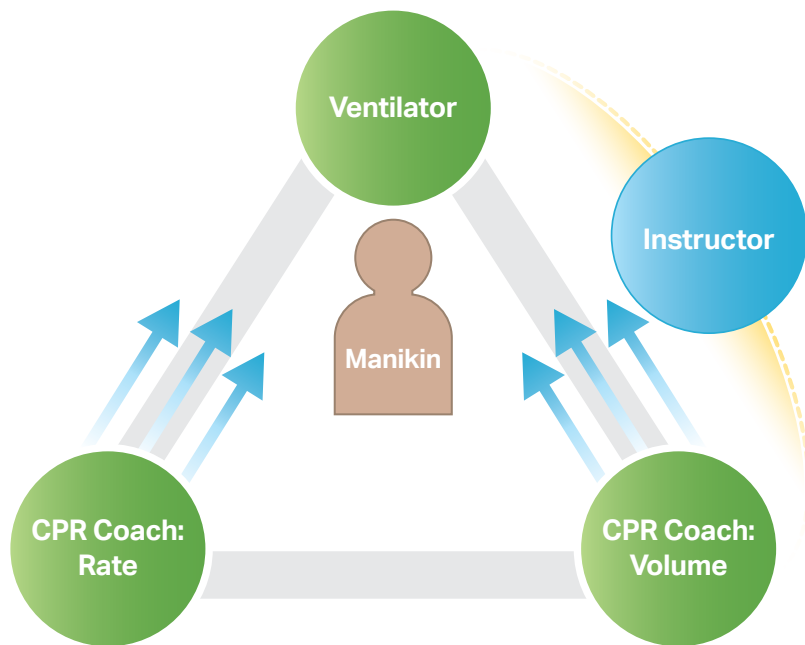 Ventilator
Instructor
Manikin
CPR Coach:
Rate
CPR Coach:
Volume